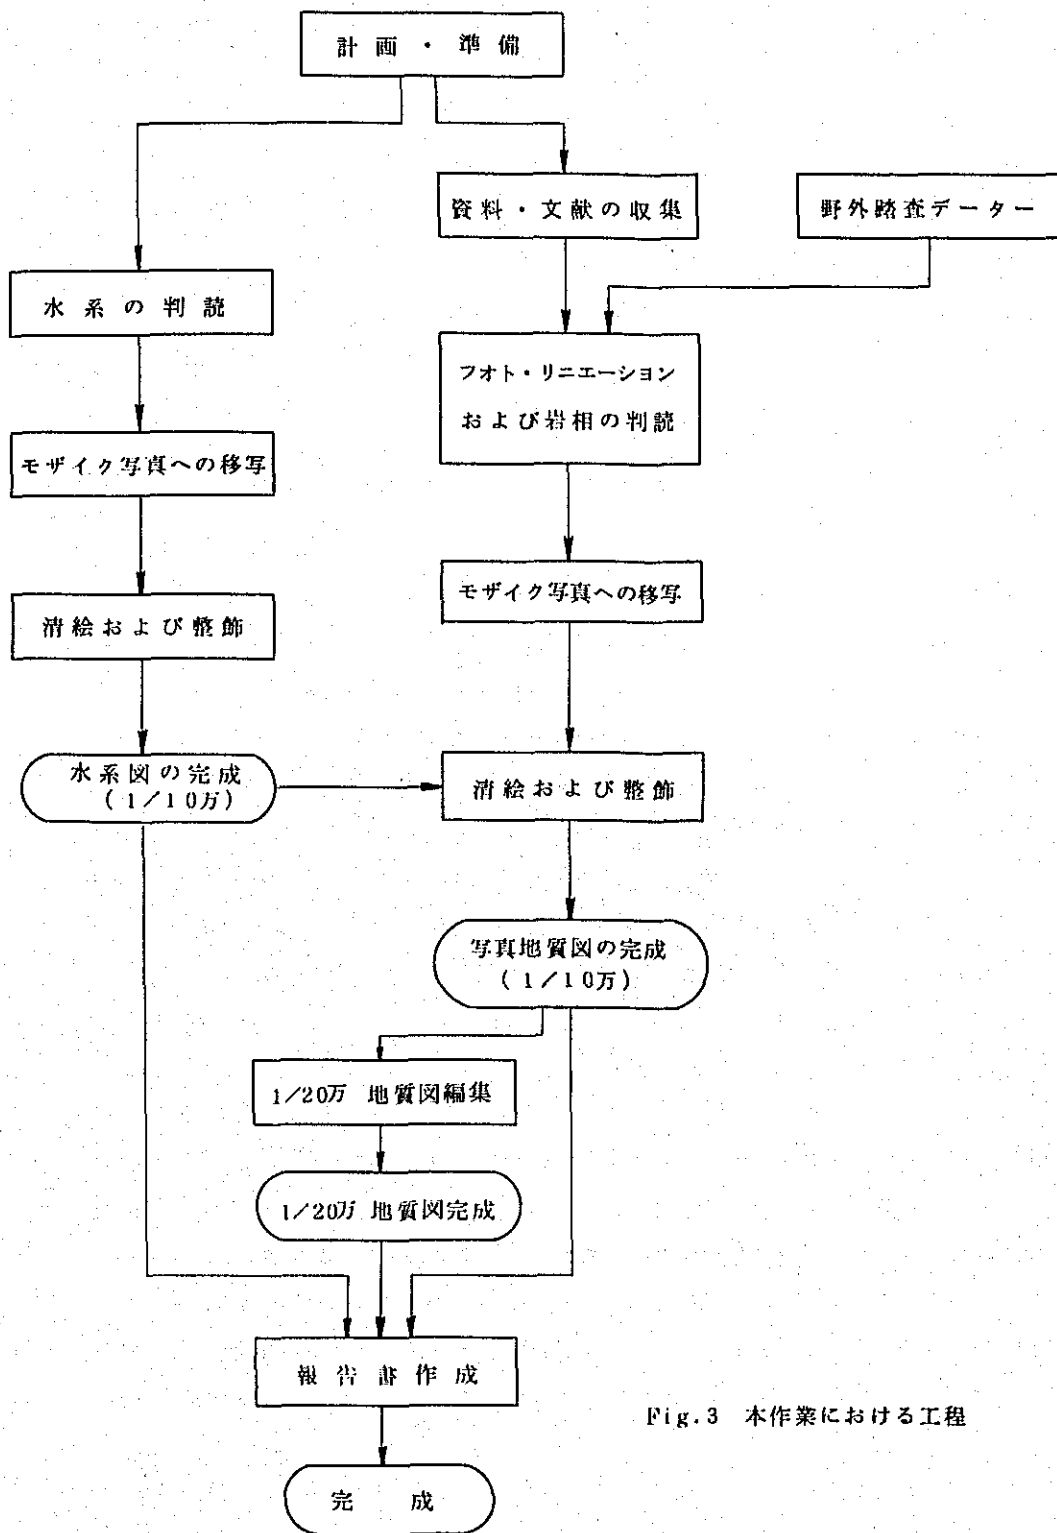 計画・準備
資料・文献の収集
野外踏査データー
水系の判読
フオト・リニエーション
および岩相の判読
モザイク写真への移写
モザイク写真への移写
清絵および整飾
水系図の完成
(1/10万)
清絵および整飾
写真地質図の完成
(1/10万)
1/20万 地質図編集
1/20万 地質図完成
報告書作成
Fig.3 本作業における工程
完成